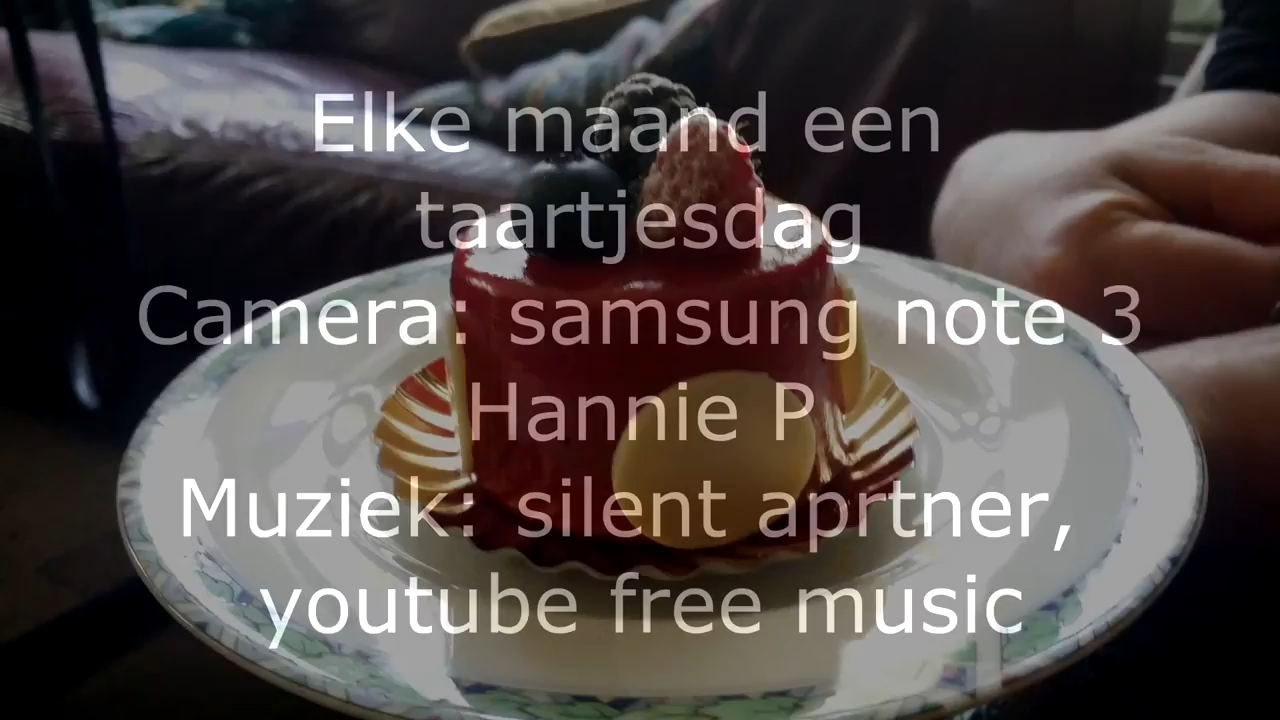 Elke maand een
taartjesdag
Camera: samsung note 3
Hannie P
Muziek: silent aprtner,
youtube free music